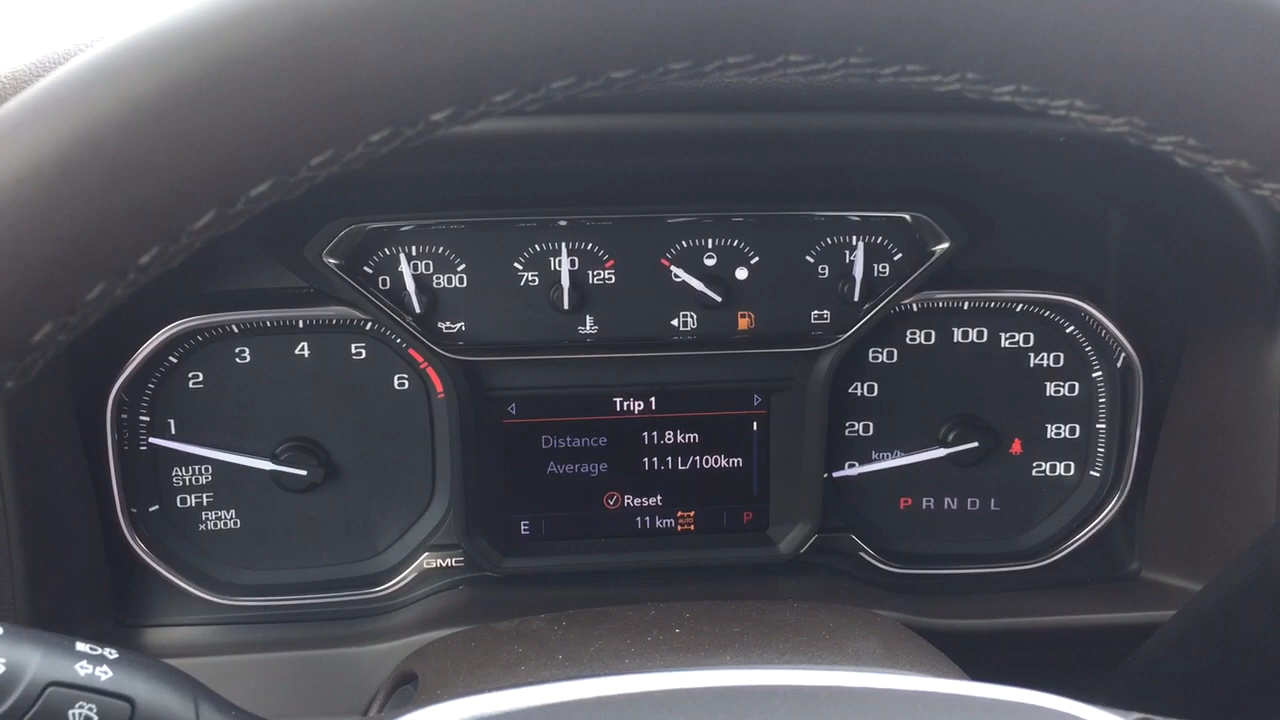 0 400 800
75 100 125
9 14 19
1 2 3 4 5 6
AUTO
STOP
OFF
RPM
x1000
GMC
Trip 1
Distance 11.8 km
Average 11.1 L/100km
Reset
E 11 km AUTO P
0 20 40 60 80 100 120 140 160 180 200
km/h
P R N D L